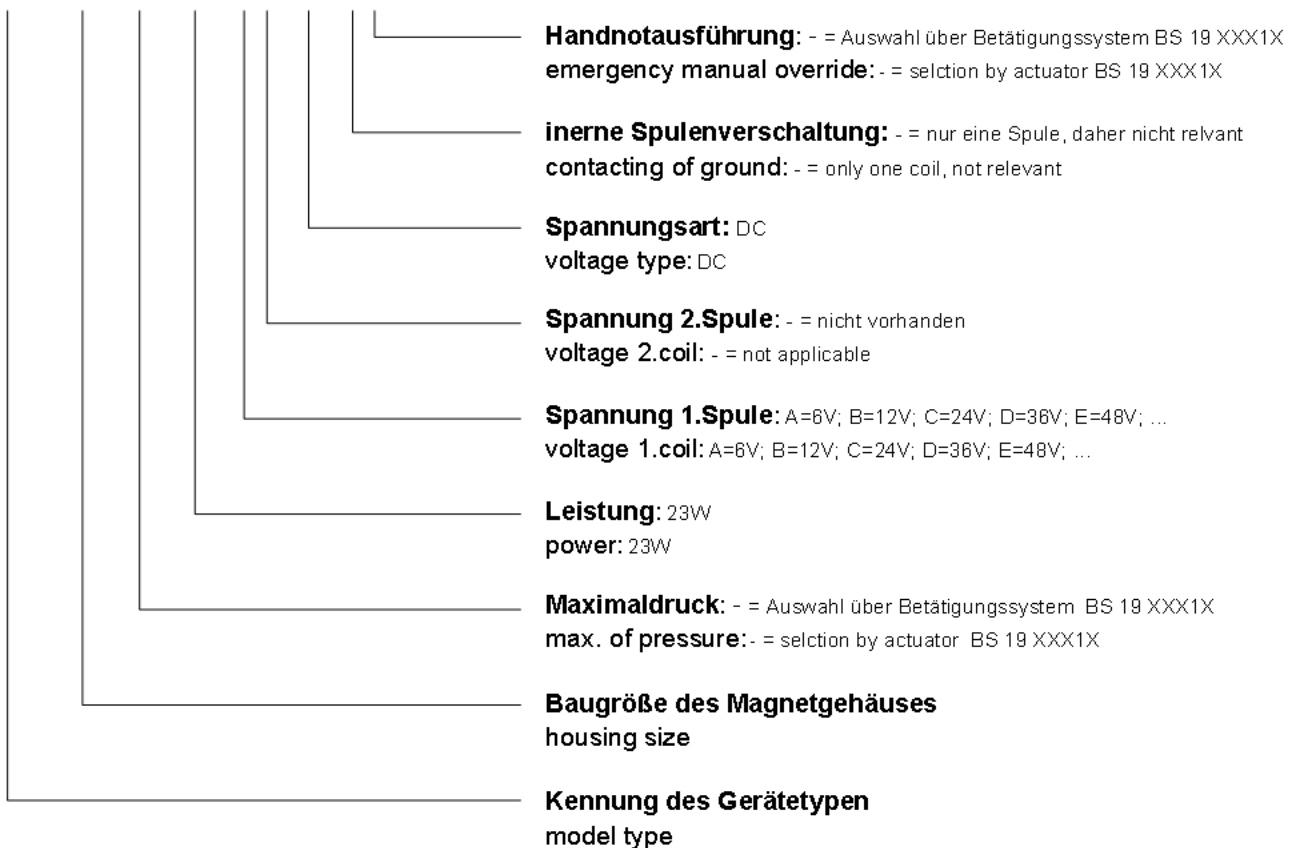 Handnotausführung: - = Auswahl über Betätigungssystem BS 19 XXX1X
emergency manual override: - = selction by actuator BS 19 XXX1X
inerne Spulenverschaltung: - = nur eine Spule, daher nicht relvant
contacting of ground: - = only one coil, not relevant
Spannungsart: DC
voltage type: DC
Spannung 2.Spule: - = nicht vorhanden
voltage 2.coil: - = not applicable
Spannung 1.Spule: A=6V; B=12V; C=24V; D=36V; E=48V; ...
voltage 1.coil: A=6V; B=12V; C=24V; D=36V; E=48V; ...
Leistung: 23W
power: 23W
Maximaldruck: - = Auswahl über Betätigungssystem BS 19 XXX1X
max. of pressure: - = selction by actuator BS 19 XXX1X
Baugröße des Magnetgehäuses
housing size
Kennung des Gerätetypen
model type